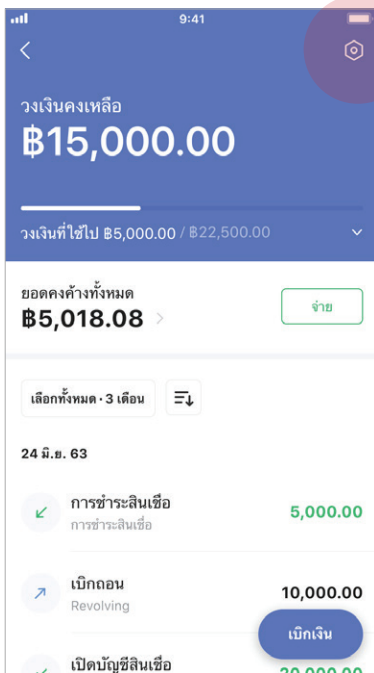 9:41
วงเงินคงเหลือ
฿15,000.00
วงเงินที่ใช้ไป ฿5,000.00 / ฿22,500.00
ยอดคงค้างทั้งหมด
฿5,018.08
จ่าย
เลือกทั้งหมด · 3 เดือน
24 มิ.ย. 63
การชำระสินเชื่อ
5,000.00
การชำระสินเชื่อ
เบิกถอน
10,000.00
Revolving
เบิกเงิน
เปิดบัญชีสินเชื่อ
20,000.00